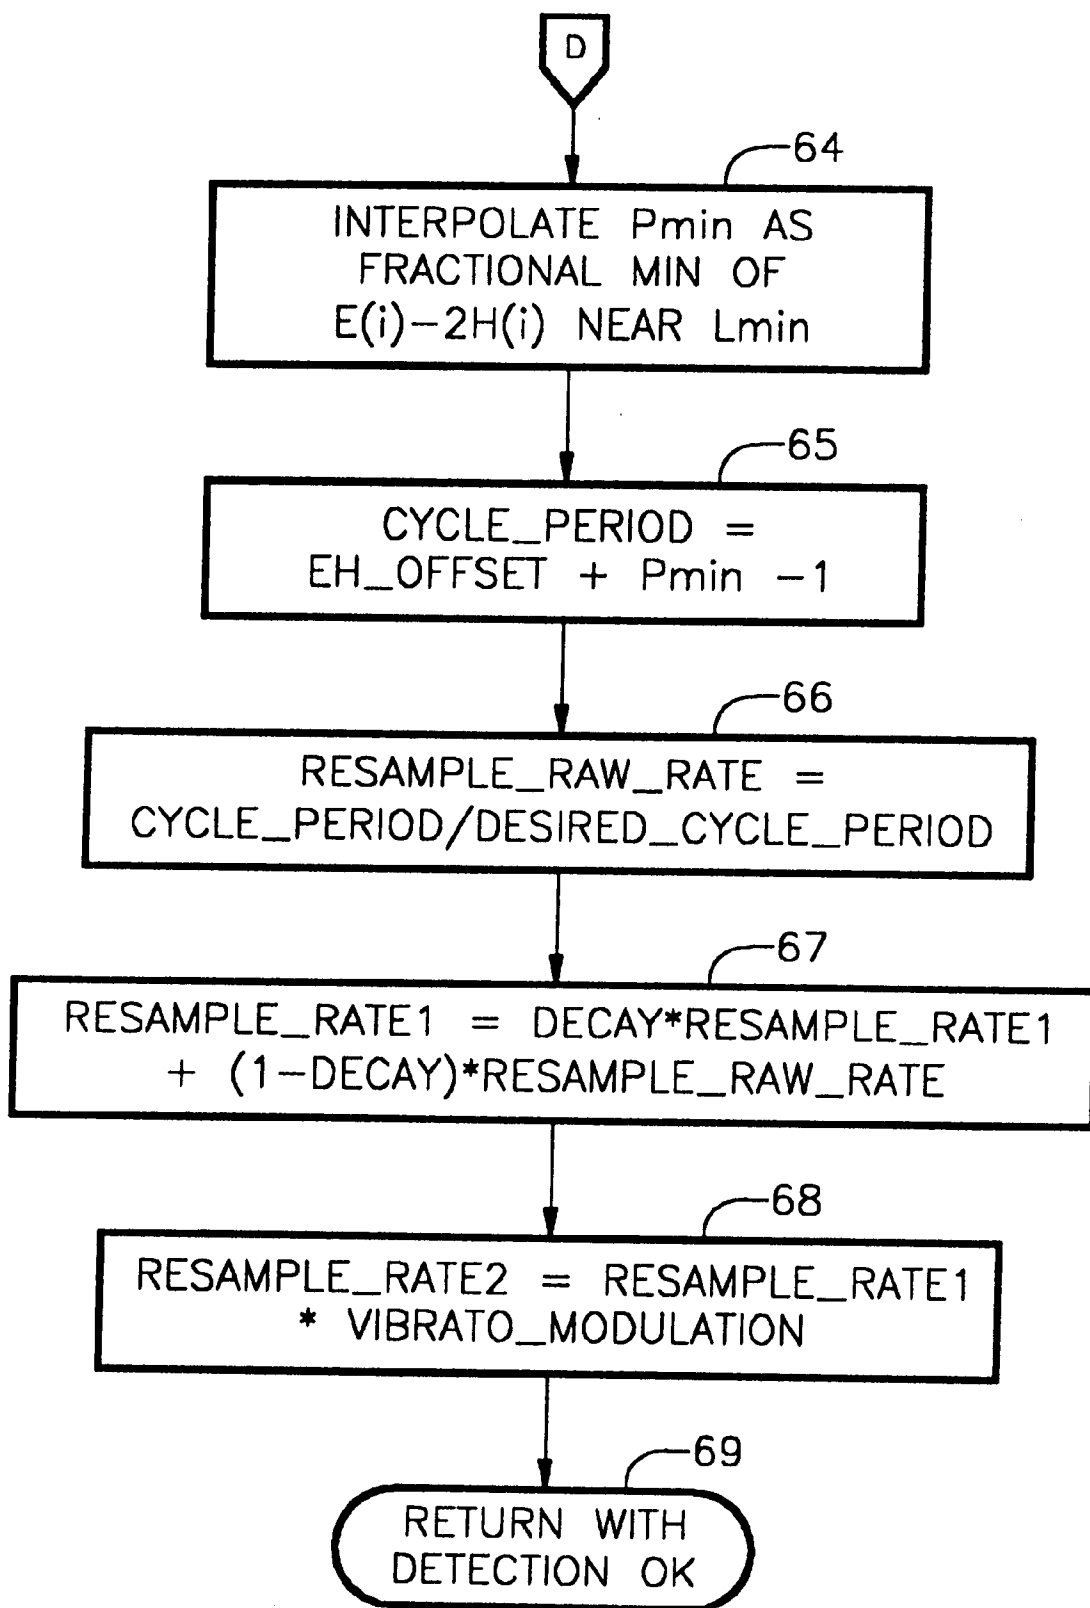 D
64
INTERPOLATE Pmin AS
FRACTIONAL MIN OF
E(i)-2H(i) NEAR Lmin
65
CYCLE_PERIOD =
EH_OFFSET + Pmin -1
66
RESAMPLE_RAW_RATE =
CYCLE_PERIOD/DESIRED_CYCLE_PERIOD
67
RESAMPLE_RATE1 = DECAY*RESAMPLE_RATE1
+ (1-DECAY)*RESAMPLE_RAW_RATE
68
RESAMPLE_RATE2 = RESAMPLE_RATE1
* VIBRATO_MODULATION
69
RETURN WITH
DETECTION OK